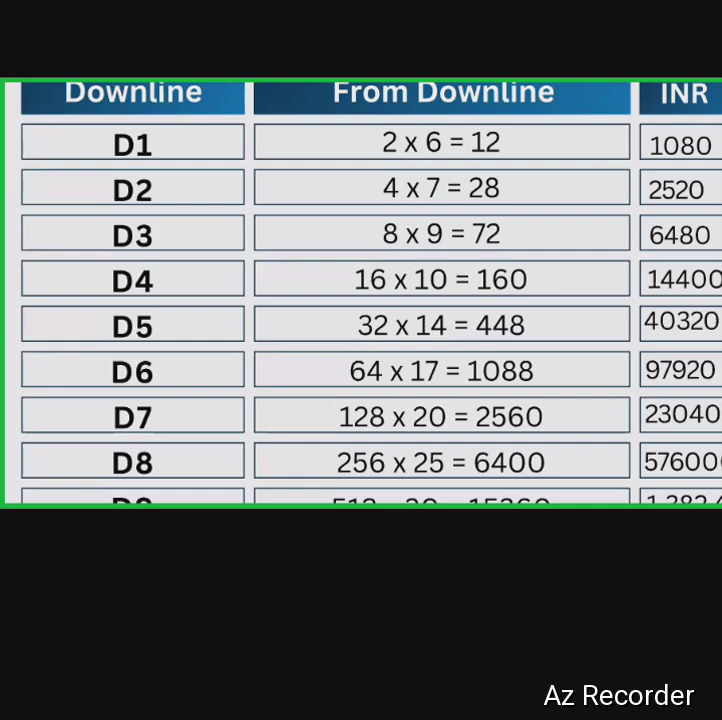 Downline From Downline INR
D1 2 x 6 = 12 1080
D2 4 x 7 = 28 2520
D3 8 x 9 = 72 6480
D4 16 x 10 = 160 14400
D5 32 x 14 = 448 40320
D6 64 x 17 = 1088 97920
D7 128 x 20 = 2560 23040
D8 256 x 25 = 6400 57600
Az Recorder